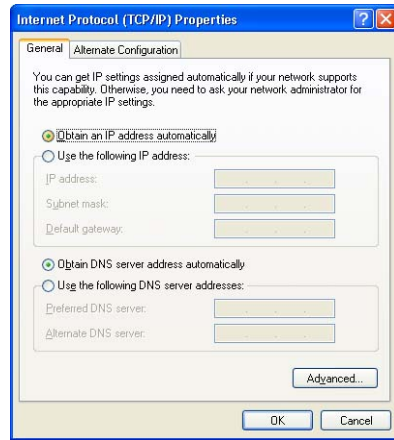 Internet Protocol (TCP/IP) Properties
General
Alternate Configuration
You can get IP settings assigned automatically if your network supports
this capability. Otherwise, you need to ask your network administrator for
the appropriate IP settings.
Obtain an IP address automatically
Use the following IP address:
IP address:
Subnet mask:
Default gateway:
Obtain DNS server address automatically
Use the following DNS server addresses:
Preferred DNS server:
Alternate DNS server:
Advanced...
OK
Cancel